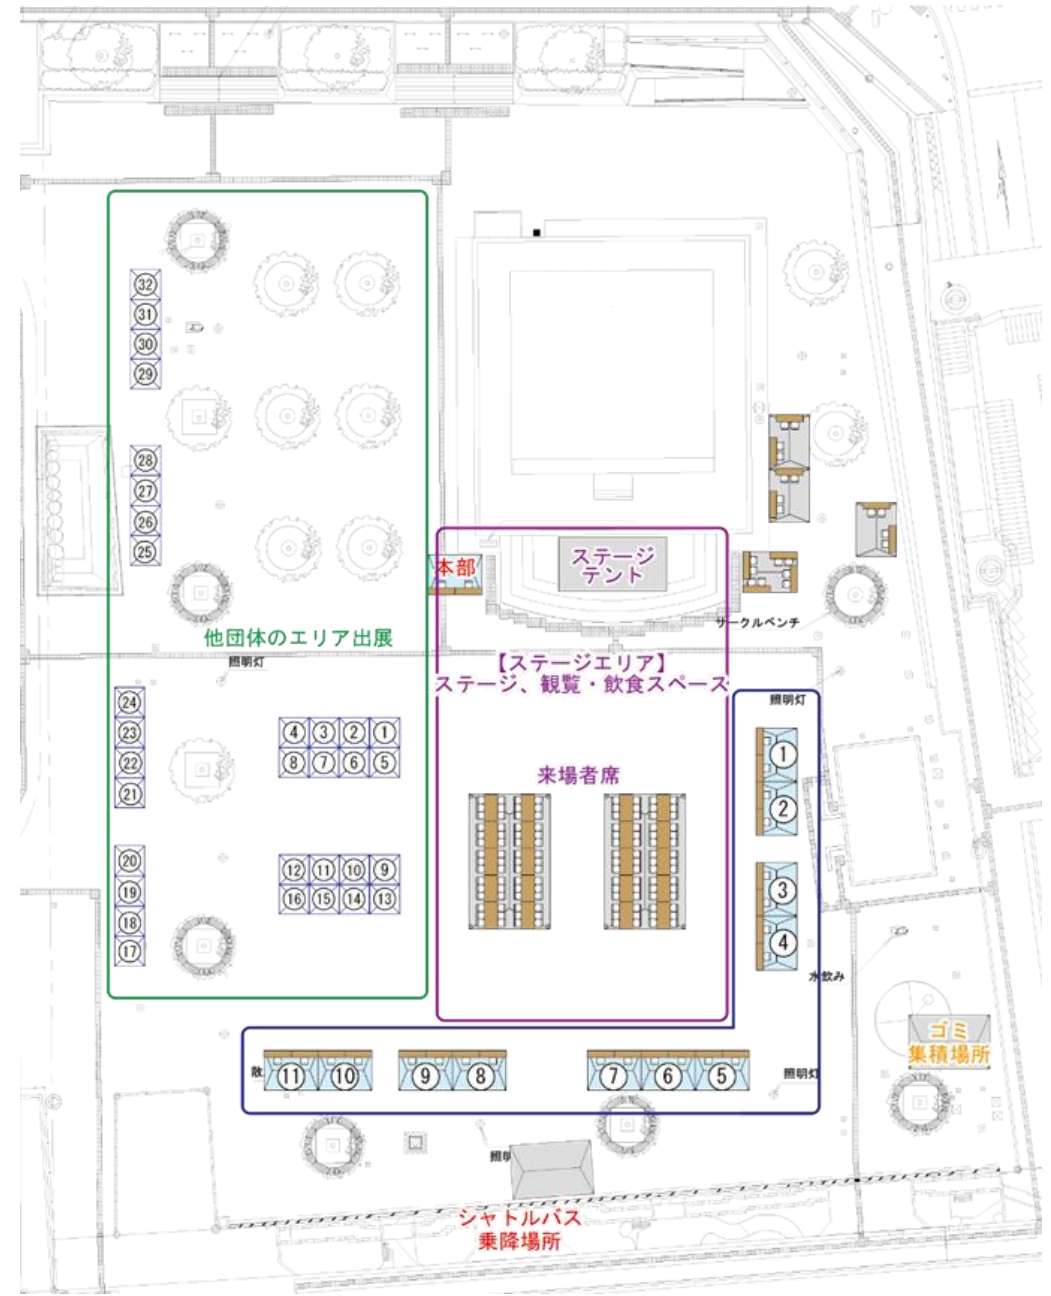 32
31
30
29
28
27
26
25
本部
ステージ
テント
サークルベンチ
他団体のエリア出展
照明灯
【ステージエリア】
ステージ、観覧・飲食スペース
照明灯
24
23
22
21
4 3 2 1
8 7 6 5
来場者席
1
2
20
19
18
17
12 11 10 9
16 15 14 13
3
4
水飲み
ゴミ
集積場所
散
11 10 9 8 7 6 5
照明灯
照明
シャトルバス
乗降場所